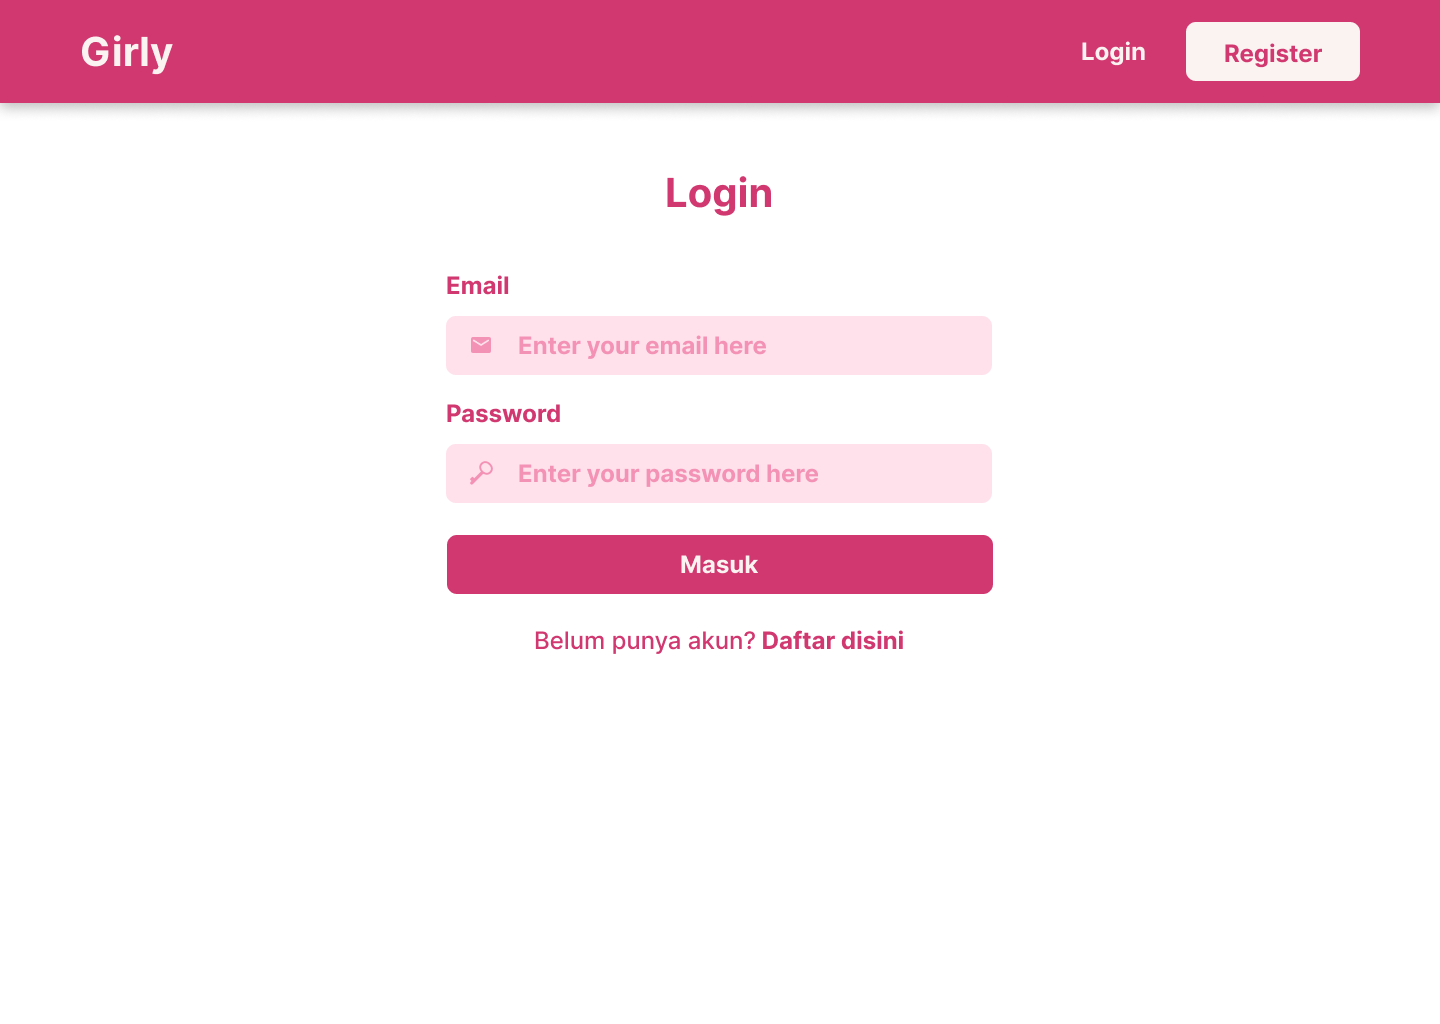 Girly
Login
Register
Login
Email
Enter your email here
Password
Enter your password here
Masuk
Belum punya akun? Daftar disini